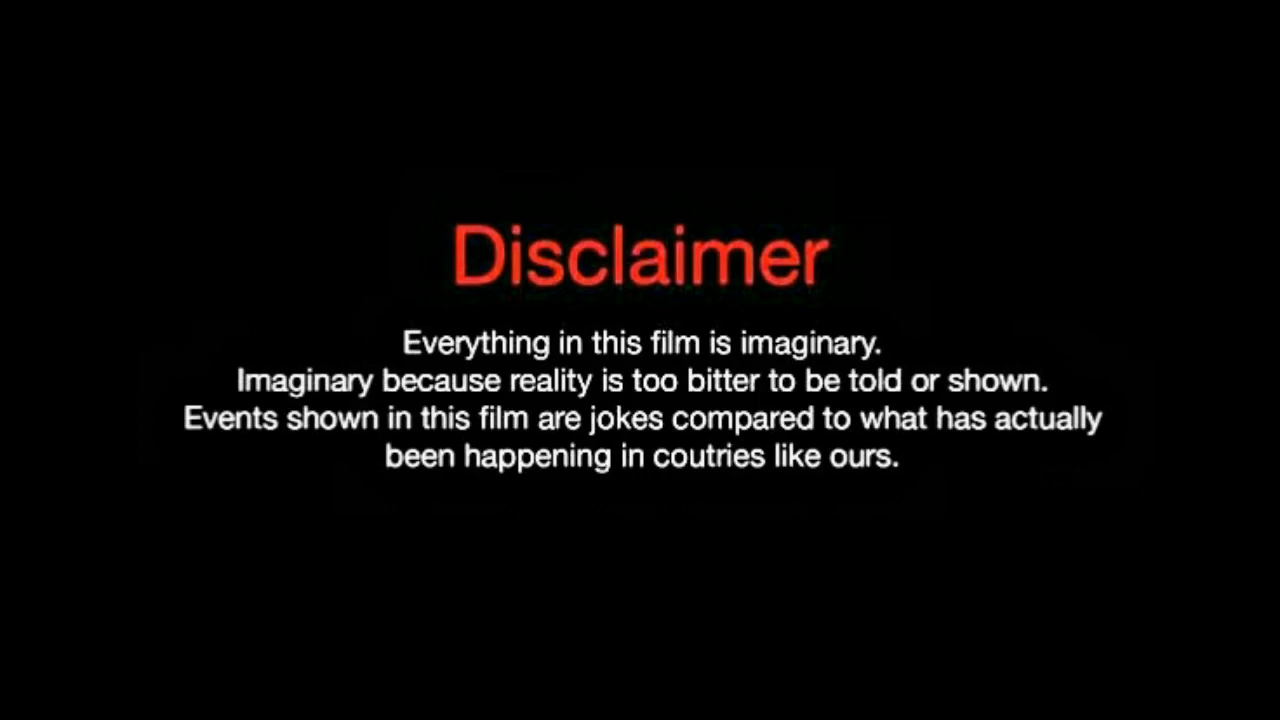 Disclaimer
Everything in this film is imaginary.
Imaginary because reality is too bitter to be told or shown.
Events shown in this film are jokes compared to what has actually
been happening in coutries like ours.